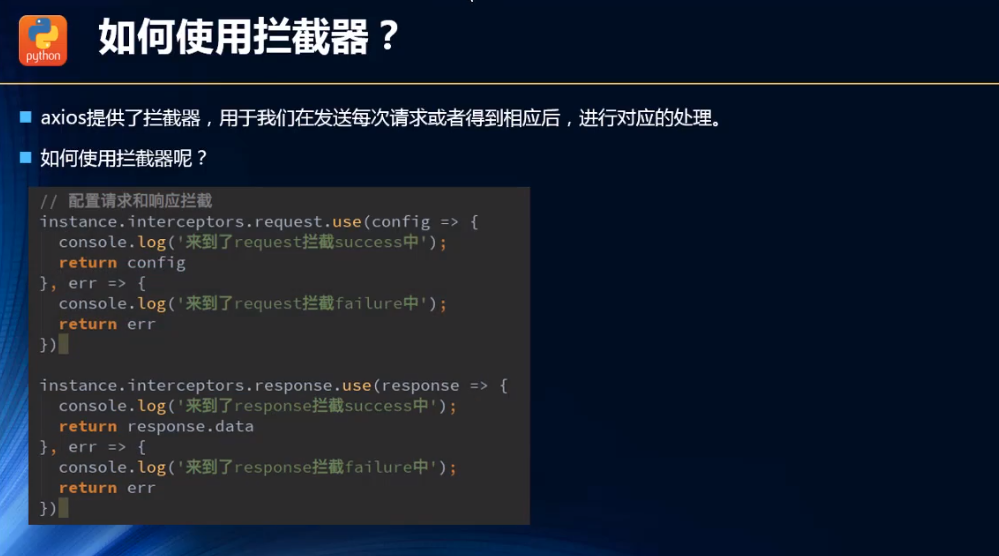 python
如何使用拦截器？
axios提供了拦截器，用于我们在发送每次请求或者得到相应后，进行对应的处理。
如何使用拦截器呢？
// 配置请求和响应拦截
instance.interceptors.request.use(config => {
  console.log('来到了request拦截success中');
  return config
}, err => {
  console.log('来到了request拦截failure中');
  return err
})
instance.interceptors.response.use(response => {
  console.log('来到了response拦截success中');
  return response.data
}, err => {
  console.log('来到了response拦截failure中');
  return err
})